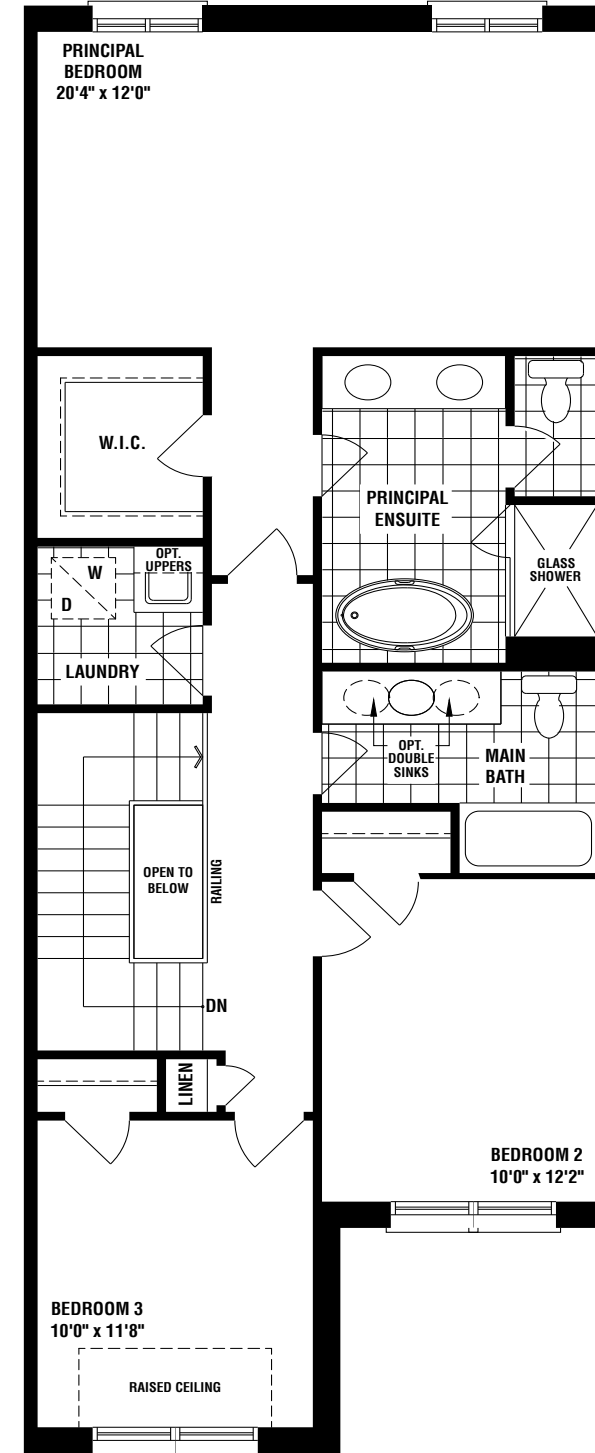 PRINCIPAL
BEDROOM
20'4" x 12'0"
W.I.C.
PRINCIPAL
ENSUITE
OPT.
UPPERS
W
D
GLASS
SHOWER
LAUNDRY
OPT.
DOUBLE
SINKS
MAIN
BATH
OPEN TO
BELOW
RAILING
DN
LINEN
BEDROOM 2
10'0" x 12'2"
BEDROOM 3
10'0" x 11'8"
RAISED CEILING